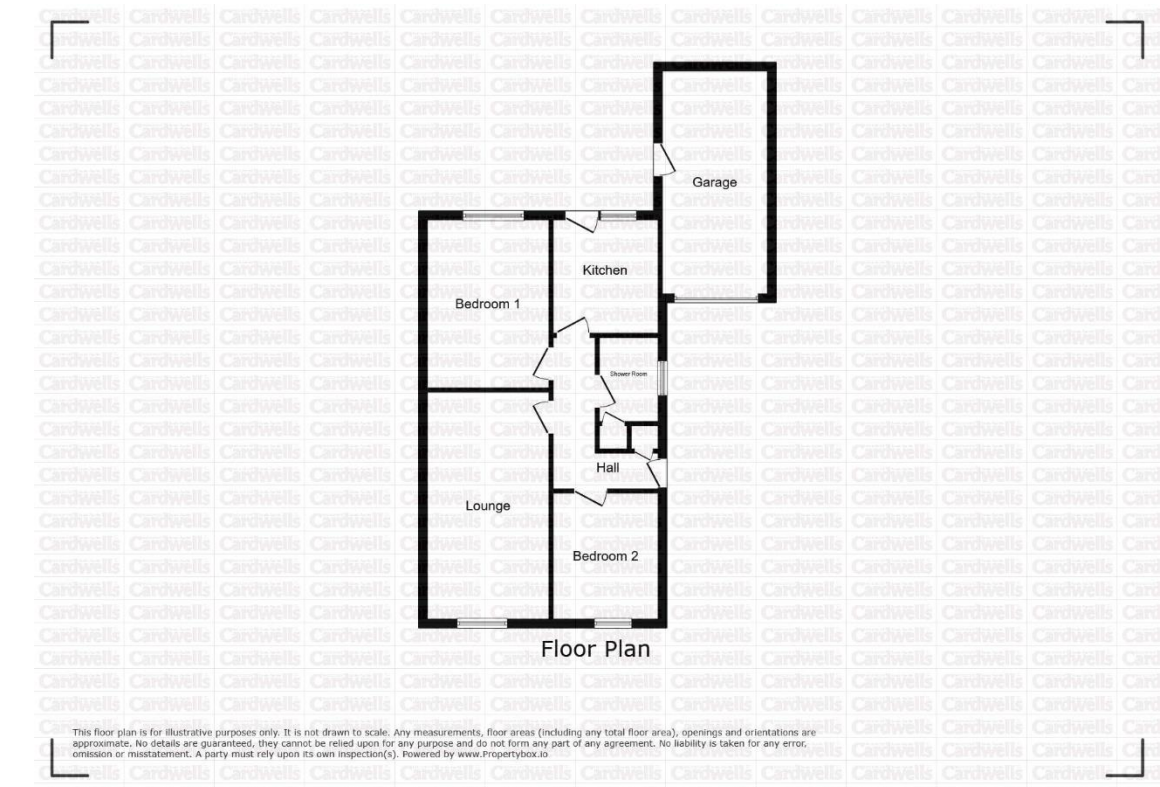 Garage
Kitchen
Bedroom 1
Shower Room
Hall
Lounge
Bedroom 2
Floor Plan
This floor plan is for illustrative purposes only. It is not drawn to scale. Any measurements, floor areas (including any total floor area), openings and orientations are
approximate. No details are guaranteed, they cannot be relied upon for any purpose and do not form any part of any agreement. No liability is taken for any error,
omission or misstatement. A party must rely upon its own inspection(s). Powered by www.Propertybox.io
Cardwells